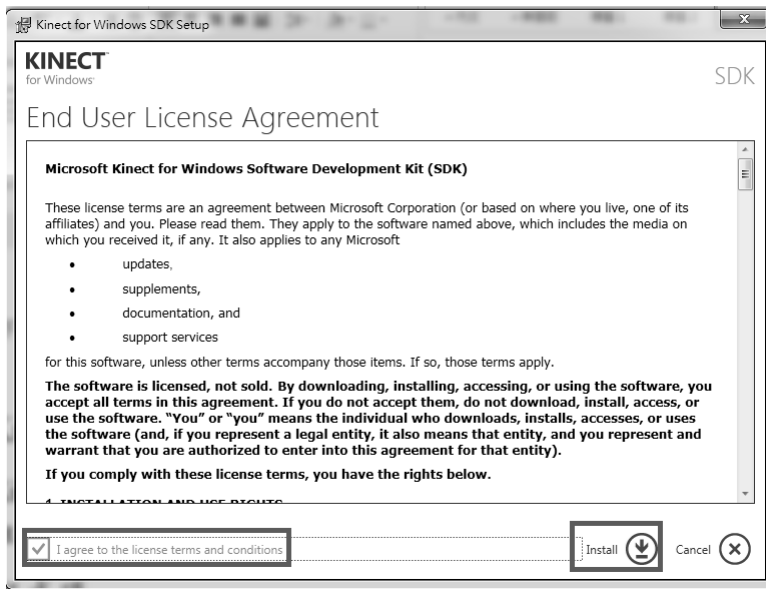 Kinect for Windows SDK Setup
KINECT™
for Windows®
SDK
End User License Agreement
Microsoft Kinect for Windows Software Development Kit (SDK)
These license terms are an agreement between Microsoft Corporation (or based on where you live, one of its
affiliates) and you. Please read them. They apply to the software named above, which includes the media on
which you received it, if any. It also applies to any Microsoft
• updates,
• supplements,
• documentation, and
• support services
for this software, unless other terms accompany those items. If so, those terms apply.
The software is licensed, not sold. By downloading, installing, accessing, or using the software, you
accept all terms in this agreement. If you do not accept them, do not download, install, access, or
use the software. “You” or “you” means the individual who downloads, installs, accesses, or uses
the software (and, if you represent a legal entity, it also means that entity, and you represent and
warrant that you are authorized to enter into this agreement for that entity).
If you comply with these license terms, you have the rights below.
1. INSTALLATION AND USE RIGHTS
I agree to the license terms and conditions
Install
Cancel